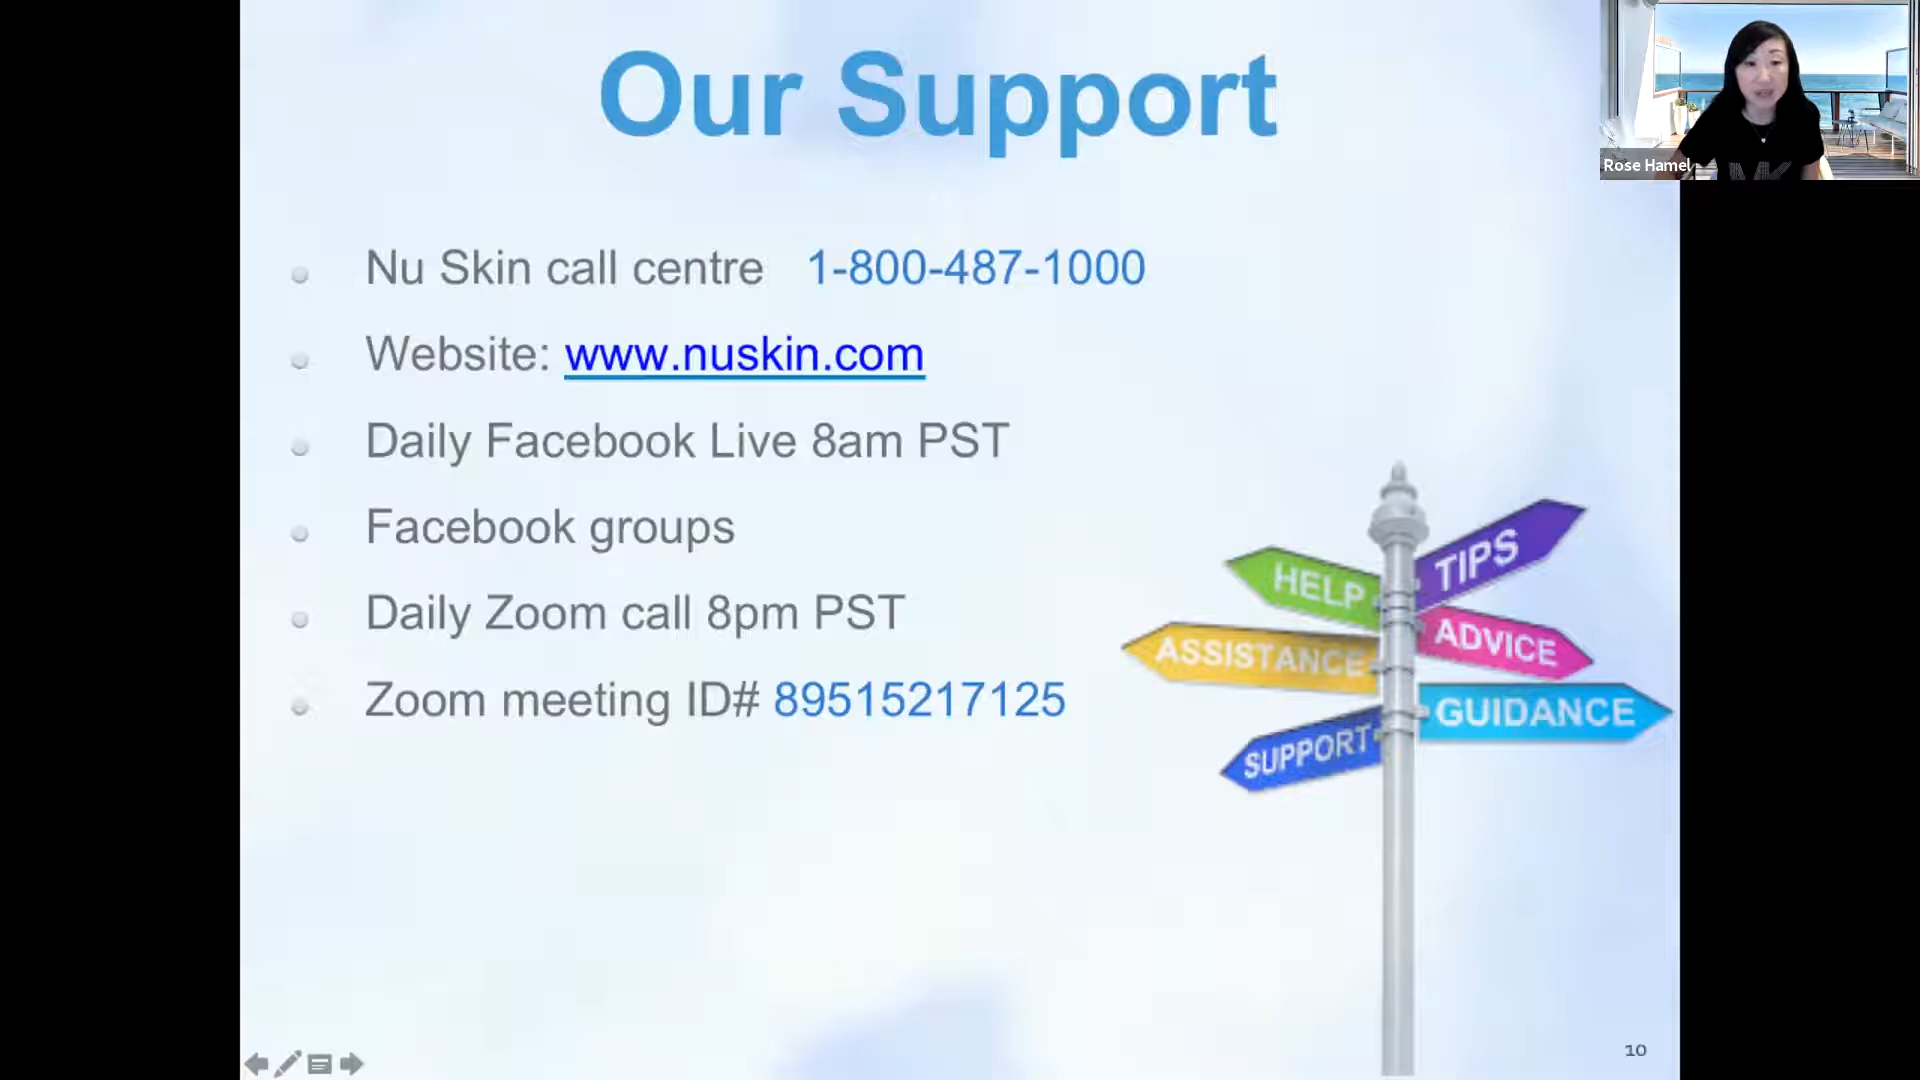 Our Support
Rose Hamel
Nu Skin call centre 1-800-487-1000
Website: www.nuskin.com
Daily Facebook Live 8am PST
Facebook groups
Daily Zoom call 8pm PST
Zoom meeting ID# 89515217125
TIPS
HELP
ADVICE
ASSISTANCE
GUIDANCE
SUPPORT
10